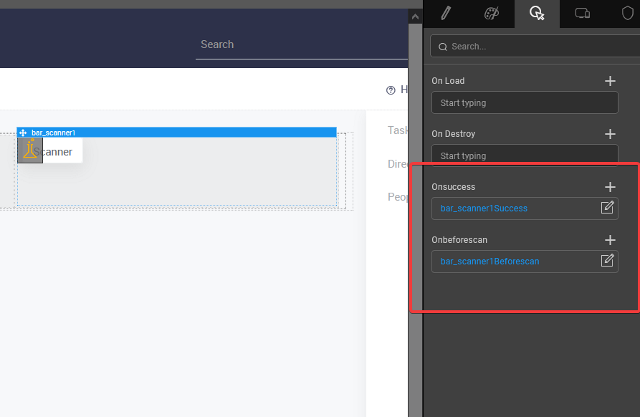 Search
Search...
On Load
Start typing
On Destroy
Start typing
bar_scanner1
Scanner
Task
Direc
Peop
Onsuccess
bar_scanner1Success
Onbeforescan
bar_scanner1Beforescan